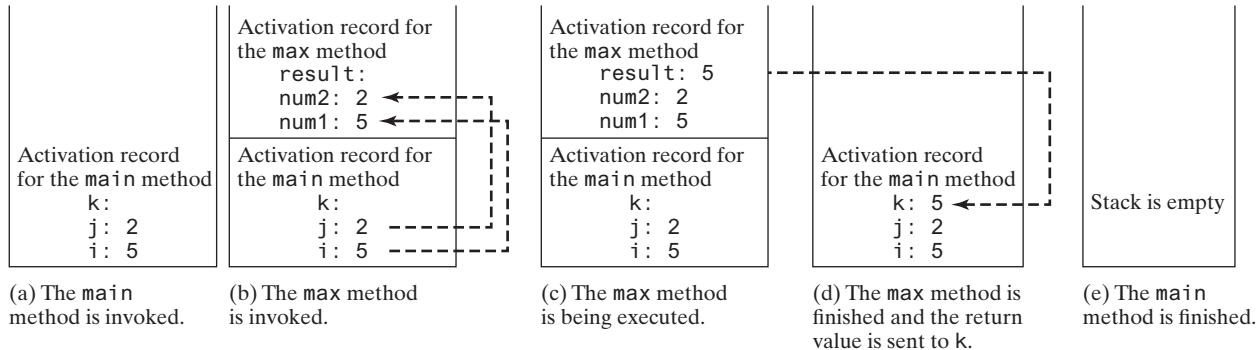 Activation record
for the main method
k:
j: 2
i: 5
(a) The main
method is invoked.
Activation record for
the max method
result:
num2: 2
num1: 5
Activation record for
the main method
k:
j: 2
i: 5
(b) The max method
is invoked.
Activation record for
the max method
result: 5
num2: 2
num1: 5
Activation record for
the main method
k:
j: 2
i: 5
(c) The max method
is being executed.
Activation record
for the main method
k: 5
j: 2
i: 5
(d) The max method is
finished and the return
value is sent to k.
Stack is empty
(e) The main
method is finished.